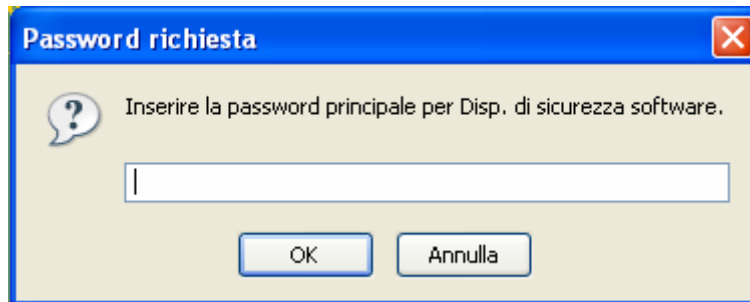 Password richiesta
Inserire la password principale per Disp. di sicurezza software.
OK
Annulla